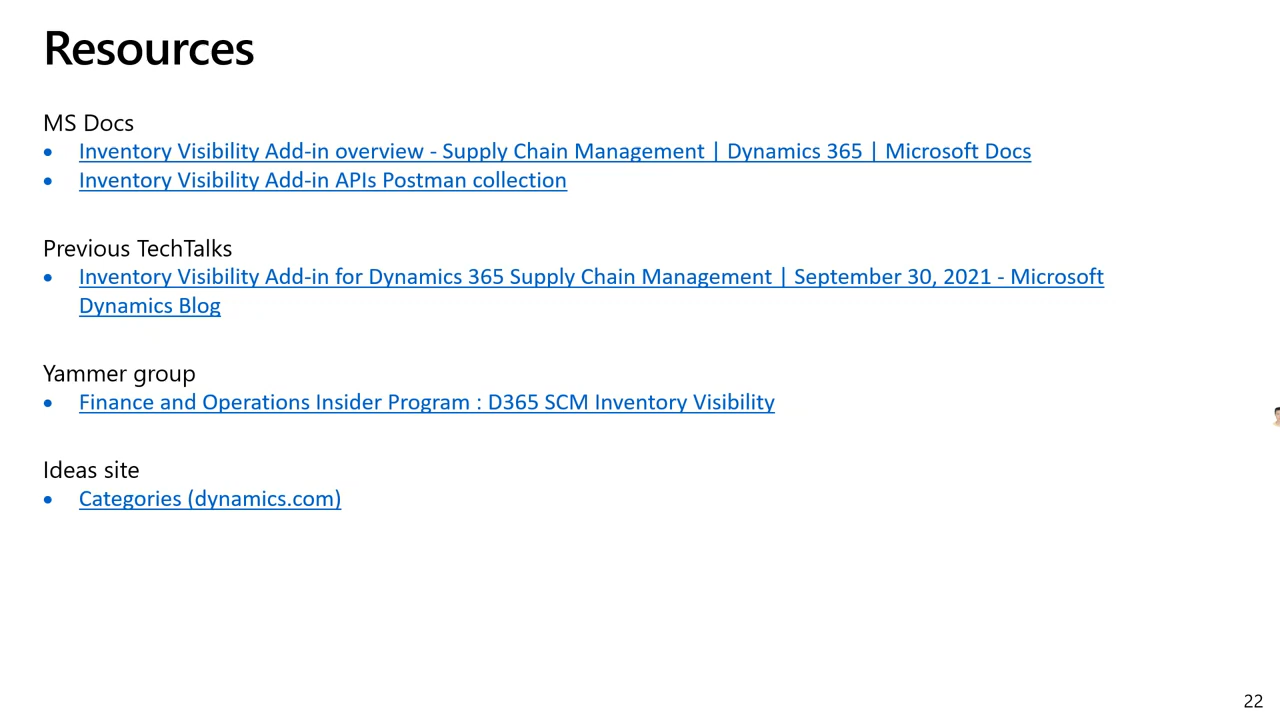 Resources
MS Docs
• Inventory Visibility Add-in overview - Supply Chain Management | Dynamics 365 | Microsoft Docs
• Inventory Visibility Add-in APIs Postman collection
Previous TechTalks
• Inventory Visibility Add-in for Dynamics 365 Supply Chain Management | September 30, 2021 - Microsoft
Dynamics Blog
Yammer group
• Finance and Operations Insider Program : D365 SCM Inventory Visibility
Ideas site
• Categories (dynamics.com)
22